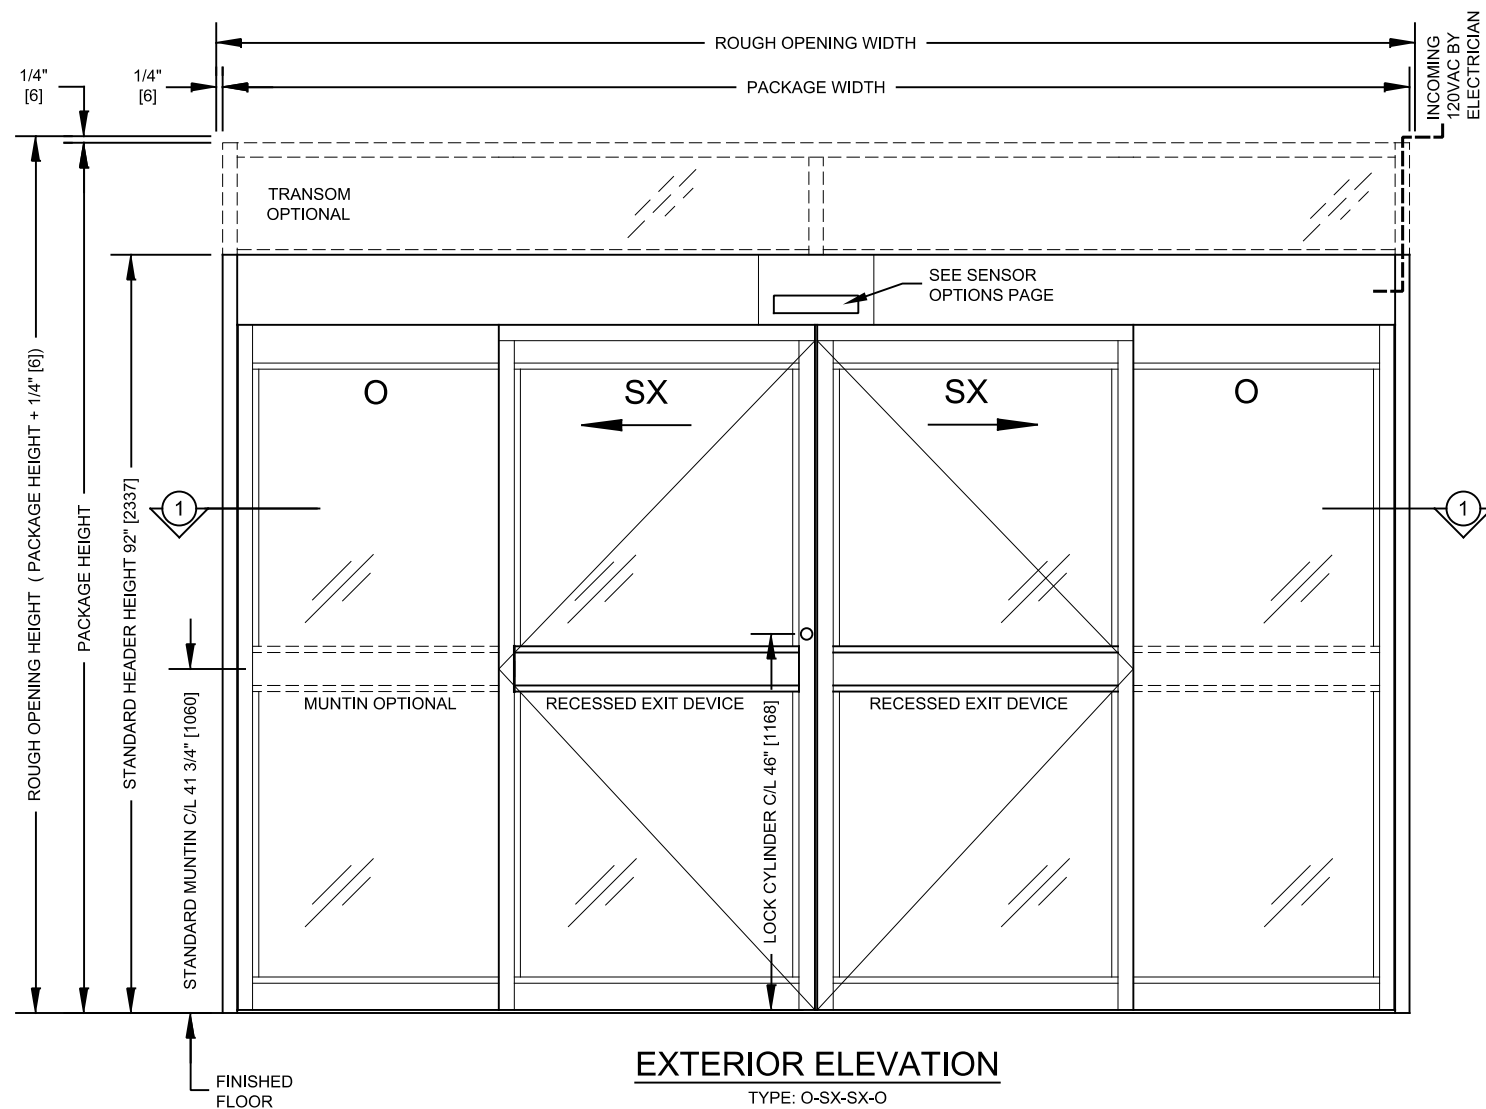 ROUGH OPENING WIDTH
PACKAGE WIDTH
1/4"
[6]
1/4"
[6]
INCOMING
120VAC BY
ELECTRICIAN
TRANSOM
OPTIONAL
SEE SENSOR
OPTIONS PAGE
O
SX
SX
O
1
1
ROUGH OPENING HEIGHT ( PACKAGE HEIGHT + 1/4" [6])
PACKAGE HEIGHT
STANDARD HEADER HEIGHT 92" [2337]
STANDARD MUNTIN C/L 41 3/4" [1060]
MUNTIN OPTIONAL
RECESSED EXIT DEVICE
LOCK CYLINDER C/L 46" [1168]
RECESSED EXIT DEVICE
FINISHED
FLOOR
EXTERIOR ELEVATION
TYPE: O-SX-SX-O